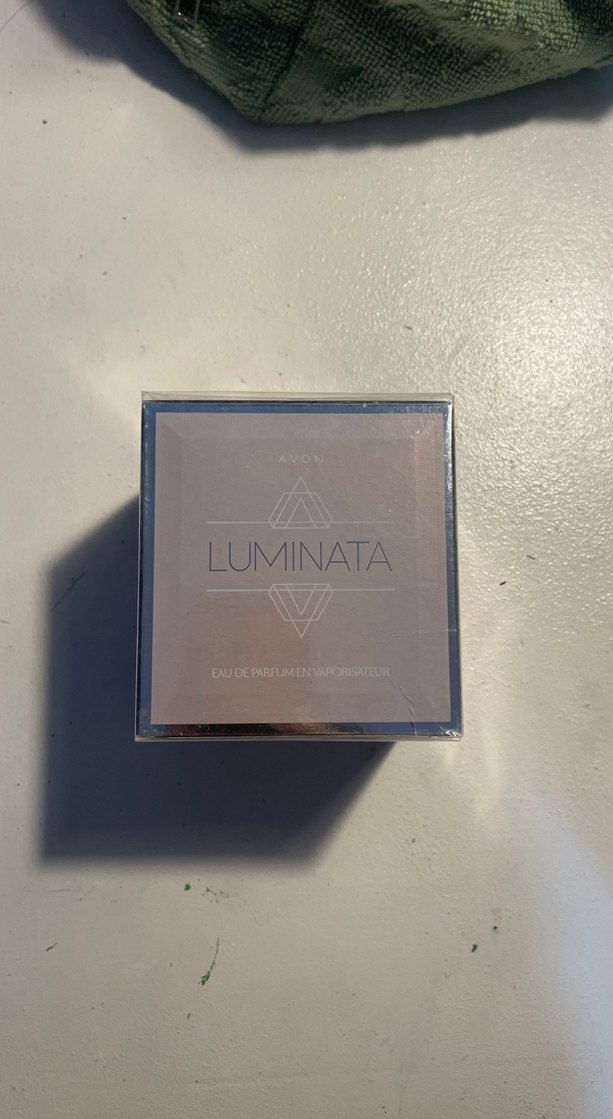 AVON
LUMINATA
EAU DE PARFUM EN VAPORISATEUR